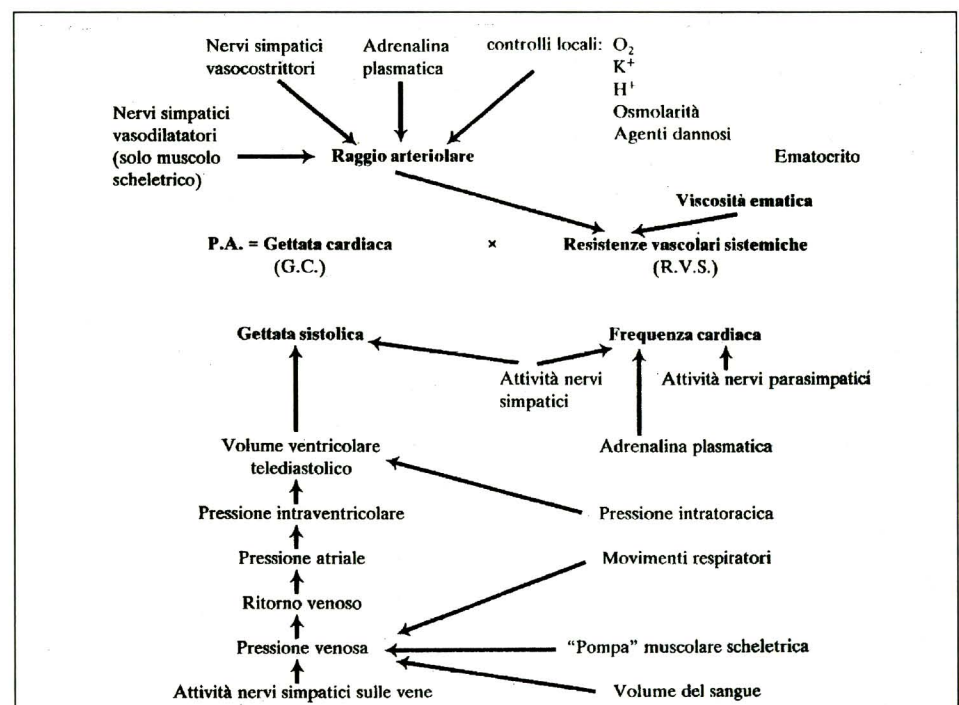 Nervi simpatici
vasocostrittori
Adrenalina
plasmatica
controlli locali: O₂
K⁺
H⁺
Osmolarità
Agenti dannosi
Nervi simpatici
vasodilatatori
(solo muscolo
scheletrico)
Raggio arteriolare
Ematocrito
Viscosità ematica
P.A. = Gettata cardiaca × Resistenze vascolari sistemiche
(G.C.) (R.V.S.)
Gettata sistolica
Frequenza cardiaca
Attività nervi
simpatici
Attività nervi parasimpatici
Volume ventricolare
telediastolico
Adrenalina plasmatica
Pressione intraventricolare
Pressione intratoracica
Pressione atriale
Movimenti respiratori
Ritorno venoso
Pressione venosa
"Pompa" muscolare scheletrica
Attività nervi simpatici sulle vene
Volume del sangue